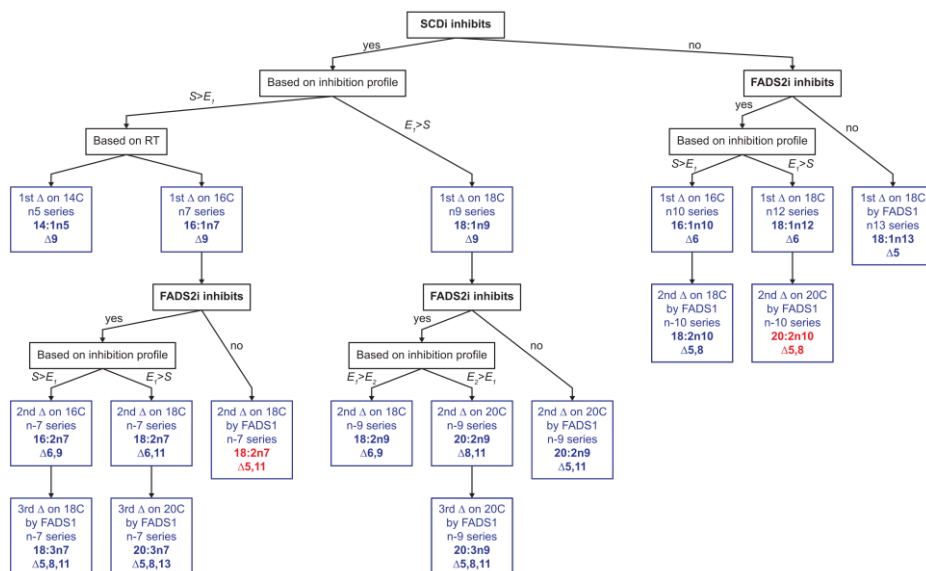 SCDi inhibits
yes
no
Based on inhibition profile
FADS2i inhibits
S>E1
E1>S
yes
no
Based on RT
Based on inhibition profile
S>E1
E1>S
1st Δ on 14C
n5 series
14:1n5
Δ9
1st Δ on 16C
n7 series
16:1n7
Δ9
1st Δ on 18C
n9 series
18:1n9
Δ9
1st Δ on 16C
n10 series
16:1n10
Δ6
1st Δ on 18C
n12 series
18:1n12
Δ6
1st Δ on 18C
by FADS1
n13 series
18:1n13
Δ5
FADS2i inhibits
FADS2i inhibits
2nd Δ on 18C
by FADS1
n-10 series
18:2n10
Δ5,8
2nd Δ on 20C
by FADS1
n-10 series
20:2n10
Δ5,8
yes
no
yes
no
Based on inhibition profile
Based on inhibition profile
S>E1
E1>S
E1>E2
E2>E1
2nd Δ on 16C
n-7 series
16:2n7
Δ6,9
2nd Δ on 18C
n-7 series
18:2n7
Δ6,11
2nd Δ on 18C
by FADS1
n-7 series
18:2n7
Δ5,11
2nd Δ on 18C
n-9 series
18:2n9
Δ6,9
2nd Δ on 20C
n-9 series
20:2n9
Δ8,11
2nd Δ on 20C
by FADS1
n-9 series
20:2n9
Δ5,11
3rd Δ on 18C
by FADS1
n-7 series
18:3n7
Δ5,8,11
3rd Δ on 20C
by FADS1
n-7 series
20:3n7
Δ5,8,13
3rd Δ on 20C
by FADS1
n-9 series
20:3n9
Δ5,8,11